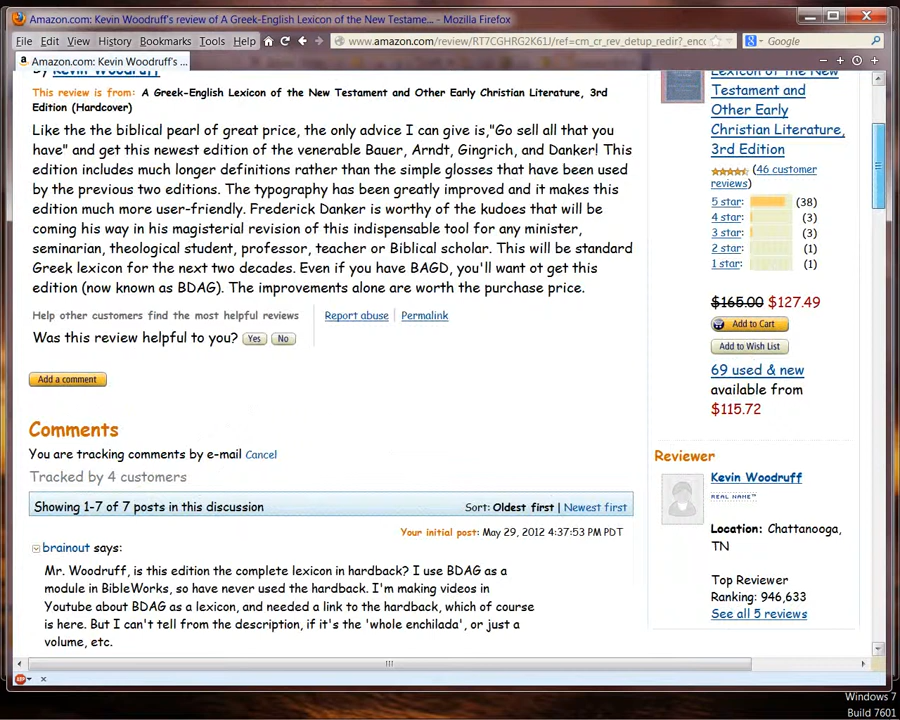 Amazon.com: Kevin Woodruff's review of A Greek-English Lexicon of the New Testame... - Mozilla Firefox
File Edit View History Bookmarks Tools Help
www.amazon.com/review/RT7CGHRG2K61J/ref=cm_cr_rev_detup_redir?_enc
Google
Amazon.com: Kevin Woodruff's ...
By Kevin Woodruff
This review is from: A Greek-English Lexicon of the New Testament and Other Early Christian Literature, 3rd
Edition (Hardcover)
Like the the biblical pearl of great price, the only advice I can give is,"Go sell all that you
have" and get this newest edition of the venerable Bauer, Arndt, Gingrich, and Danker! This
edition includes much longer definitions rather than the simple glosses that have been used
by the previous two editions. The typography has been greatly improved and it makes this
edition much more user-friendly. Frederick Danker is worthy of the kudoes that will be
coming his way in his magisterial revision of this indispensable tool for any minister,
seminarian, theological student, professor, teacher or Biblical scholar. This will be standard
Greek lexicon for the next two decades. Even if you have BAGD, you'll want ot get this
edition (now known as BDAG). The improvements alone are worth the purchase price.
Help other customers find the most helpful reviews
Was this review helpful to you? Yes No
Report abuse | Permalink
Add a comment
Comments
You are tracking comments by e-mail Cancel
Tracked by 4 customers
Showing 1-7 of 7 posts in this discussion
Sort: Oldest first | Newest first
Your initial post: May 29, 2012 4:37:53 PM PDT
brainout says:
Mr. Woodruff, is this edition the complete lexicon in hardback? I use BDAG as a
module in BibleWorks, so have never used the hardback. I'm making videos in
Youtube about BDAG as a lexicon, and needed a link to the hardback, which of course
is here. But I can't tell from the description, if it's the 'whole enchilada', or just a
volume, etc.
Lexicon of the New
Testament and
Other Early
Christian Literature,
3rd Edition
(46 customer
reviews)
5 star: (38)
4 star: (3)
3 star: (3)
2 star: (1)
1 star: (1)
$165.00 $127.49
Add to Cart
Add to Wish List
69 used & new
available from
$115.72
Reviewer
Kevin Woodruff
REAL NAME™
Location: Chattanooga,
TN
Top Reviewer
Ranking: 946,633
See all 5 reviews
ABP
Windows 7
Build 7601